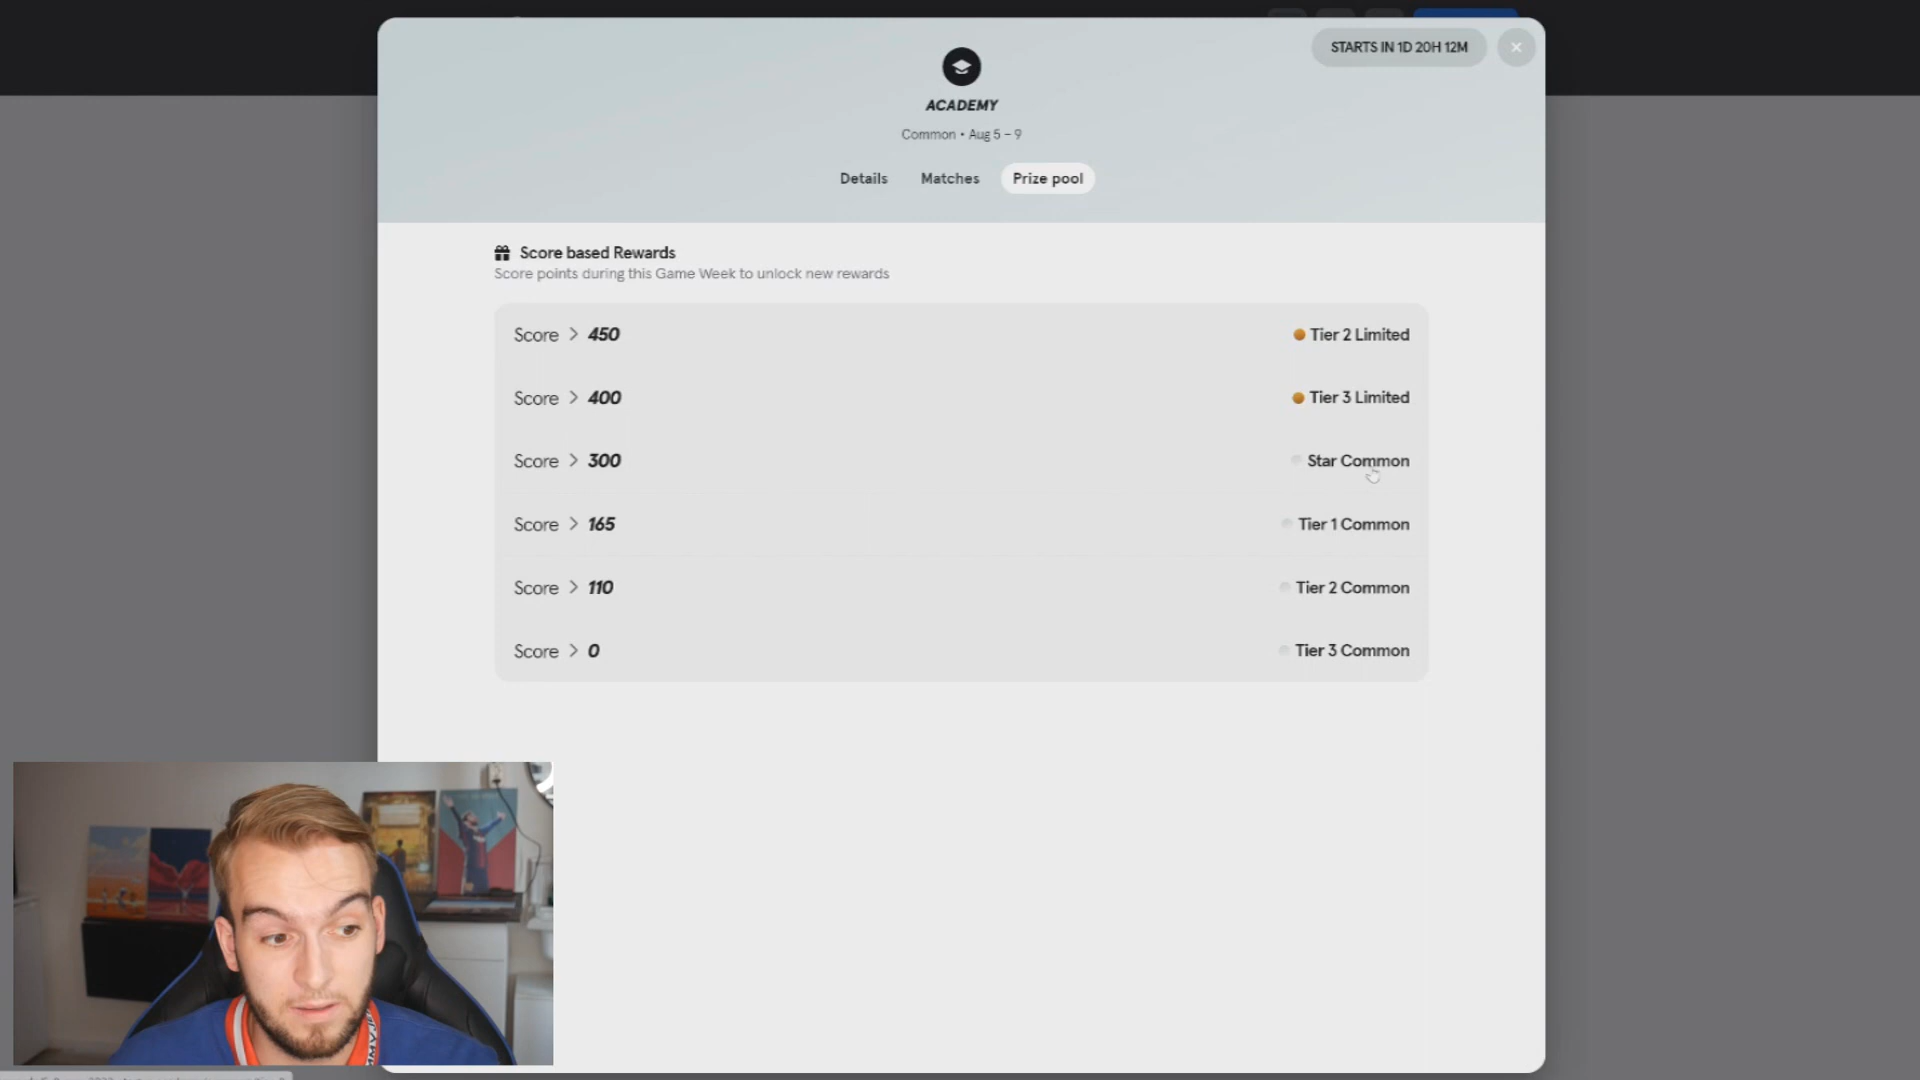 STARTS IN 1D 20H 12M
ACADEMY
Common • Aug 5 – 9
Details Matches Prize pool
Score based Rewards
Score points during this Game Week to unlock new rewards
Score > 450 Tier 2 Limited
Score > 400 Tier 3 Limited
Score > 300 Star Common
Score > 165 Tier 1 Common
Score > 110 Tier 2 Common
Score > 0 Tier 3 Common